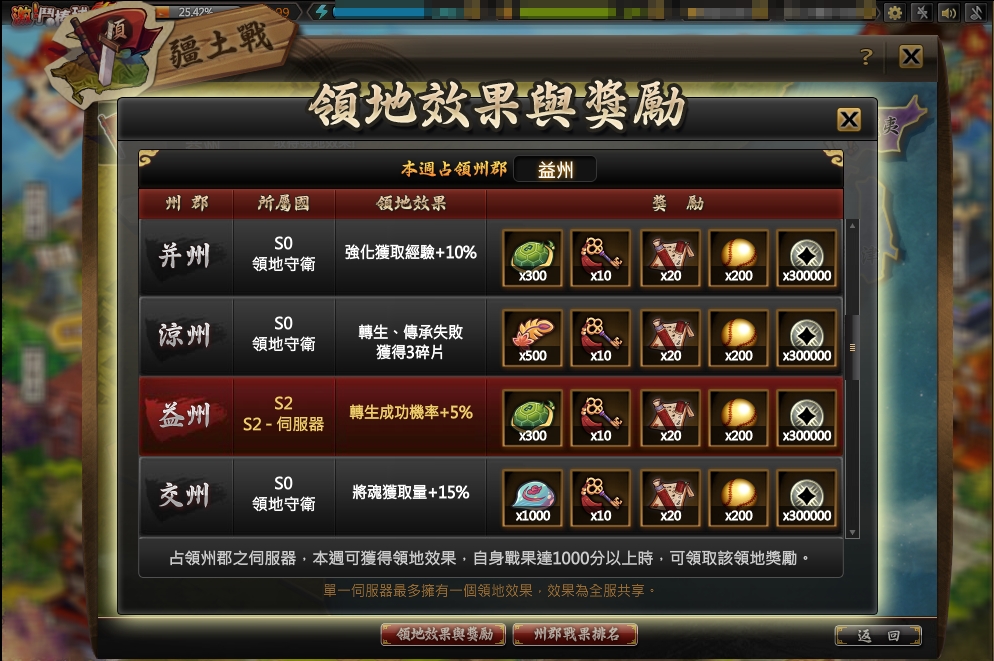 25.42%
疆土戰
領地效果與獎勵
本週占領州郡 益州
州郡 所屬國 領地效果 獎勵
并州 S0 領地守衛 強化獲取經驗+10% x300 x10 x20 x200 x300000
涼州 S0 領地守衛 轉生、傳承失敗 獲得3碎片 x500 x10 x20 x200 x300000
益州 S2 S2-伺服器 轉生成功機率+5% x300 x10 x20 x200 x300000
交州 S0 領地守衛 將魂獲取量+15% x1000 x10 x20 x200 x300000
占領州郡之伺服器，本週可獲得領地效果，自身戰果達1000分以上時，可領取該領地獎勵。
單一伺服器最多擁有一個領地效果，效果為全服共享。
領地效果與獎勵 州郡戰果排名 返回